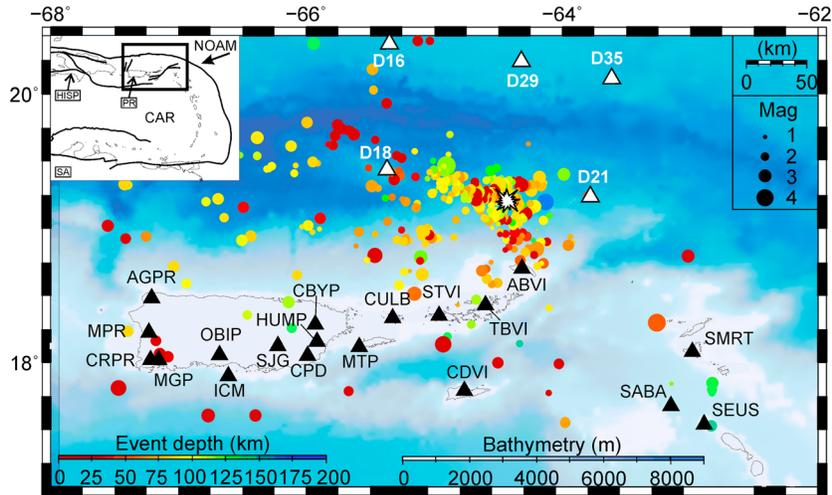 −68 −66 −64 −62
20°
18°
NOAM
HISP
PR
CAR
SA
D16
D29
D35
(km)
0 50
Mag
1
2
3
4
D18
D21
AGPR
MPR
CRPR
MGP
OBIP
ICM
SJG
HUMP
CBYP
CPD
MTP
CULB
STVI
TBVI
ABVI
CDVI
SMRT
SABA
SEUS
Event depth (km)
0 25 50 75 100 125 150 175 200
Bathymetry (m)
0 2000 4000 6000 8000